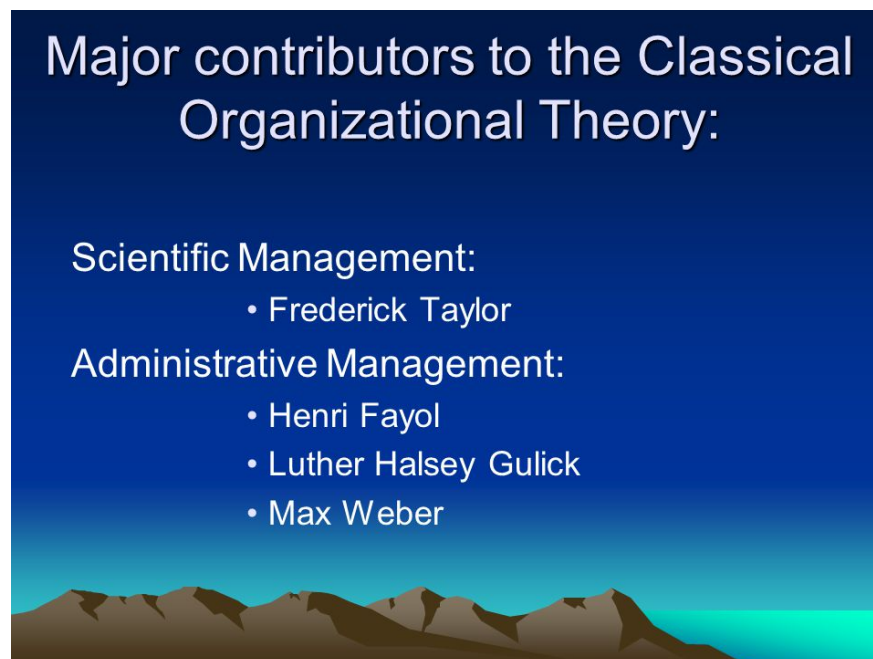 Major contributors to the Classical
Organizational Theory:
Scientific Management:
• Frederick Taylor
Administrative Management:
• Henri Fayol
• Luther Halsey Gulick
• Max Weber